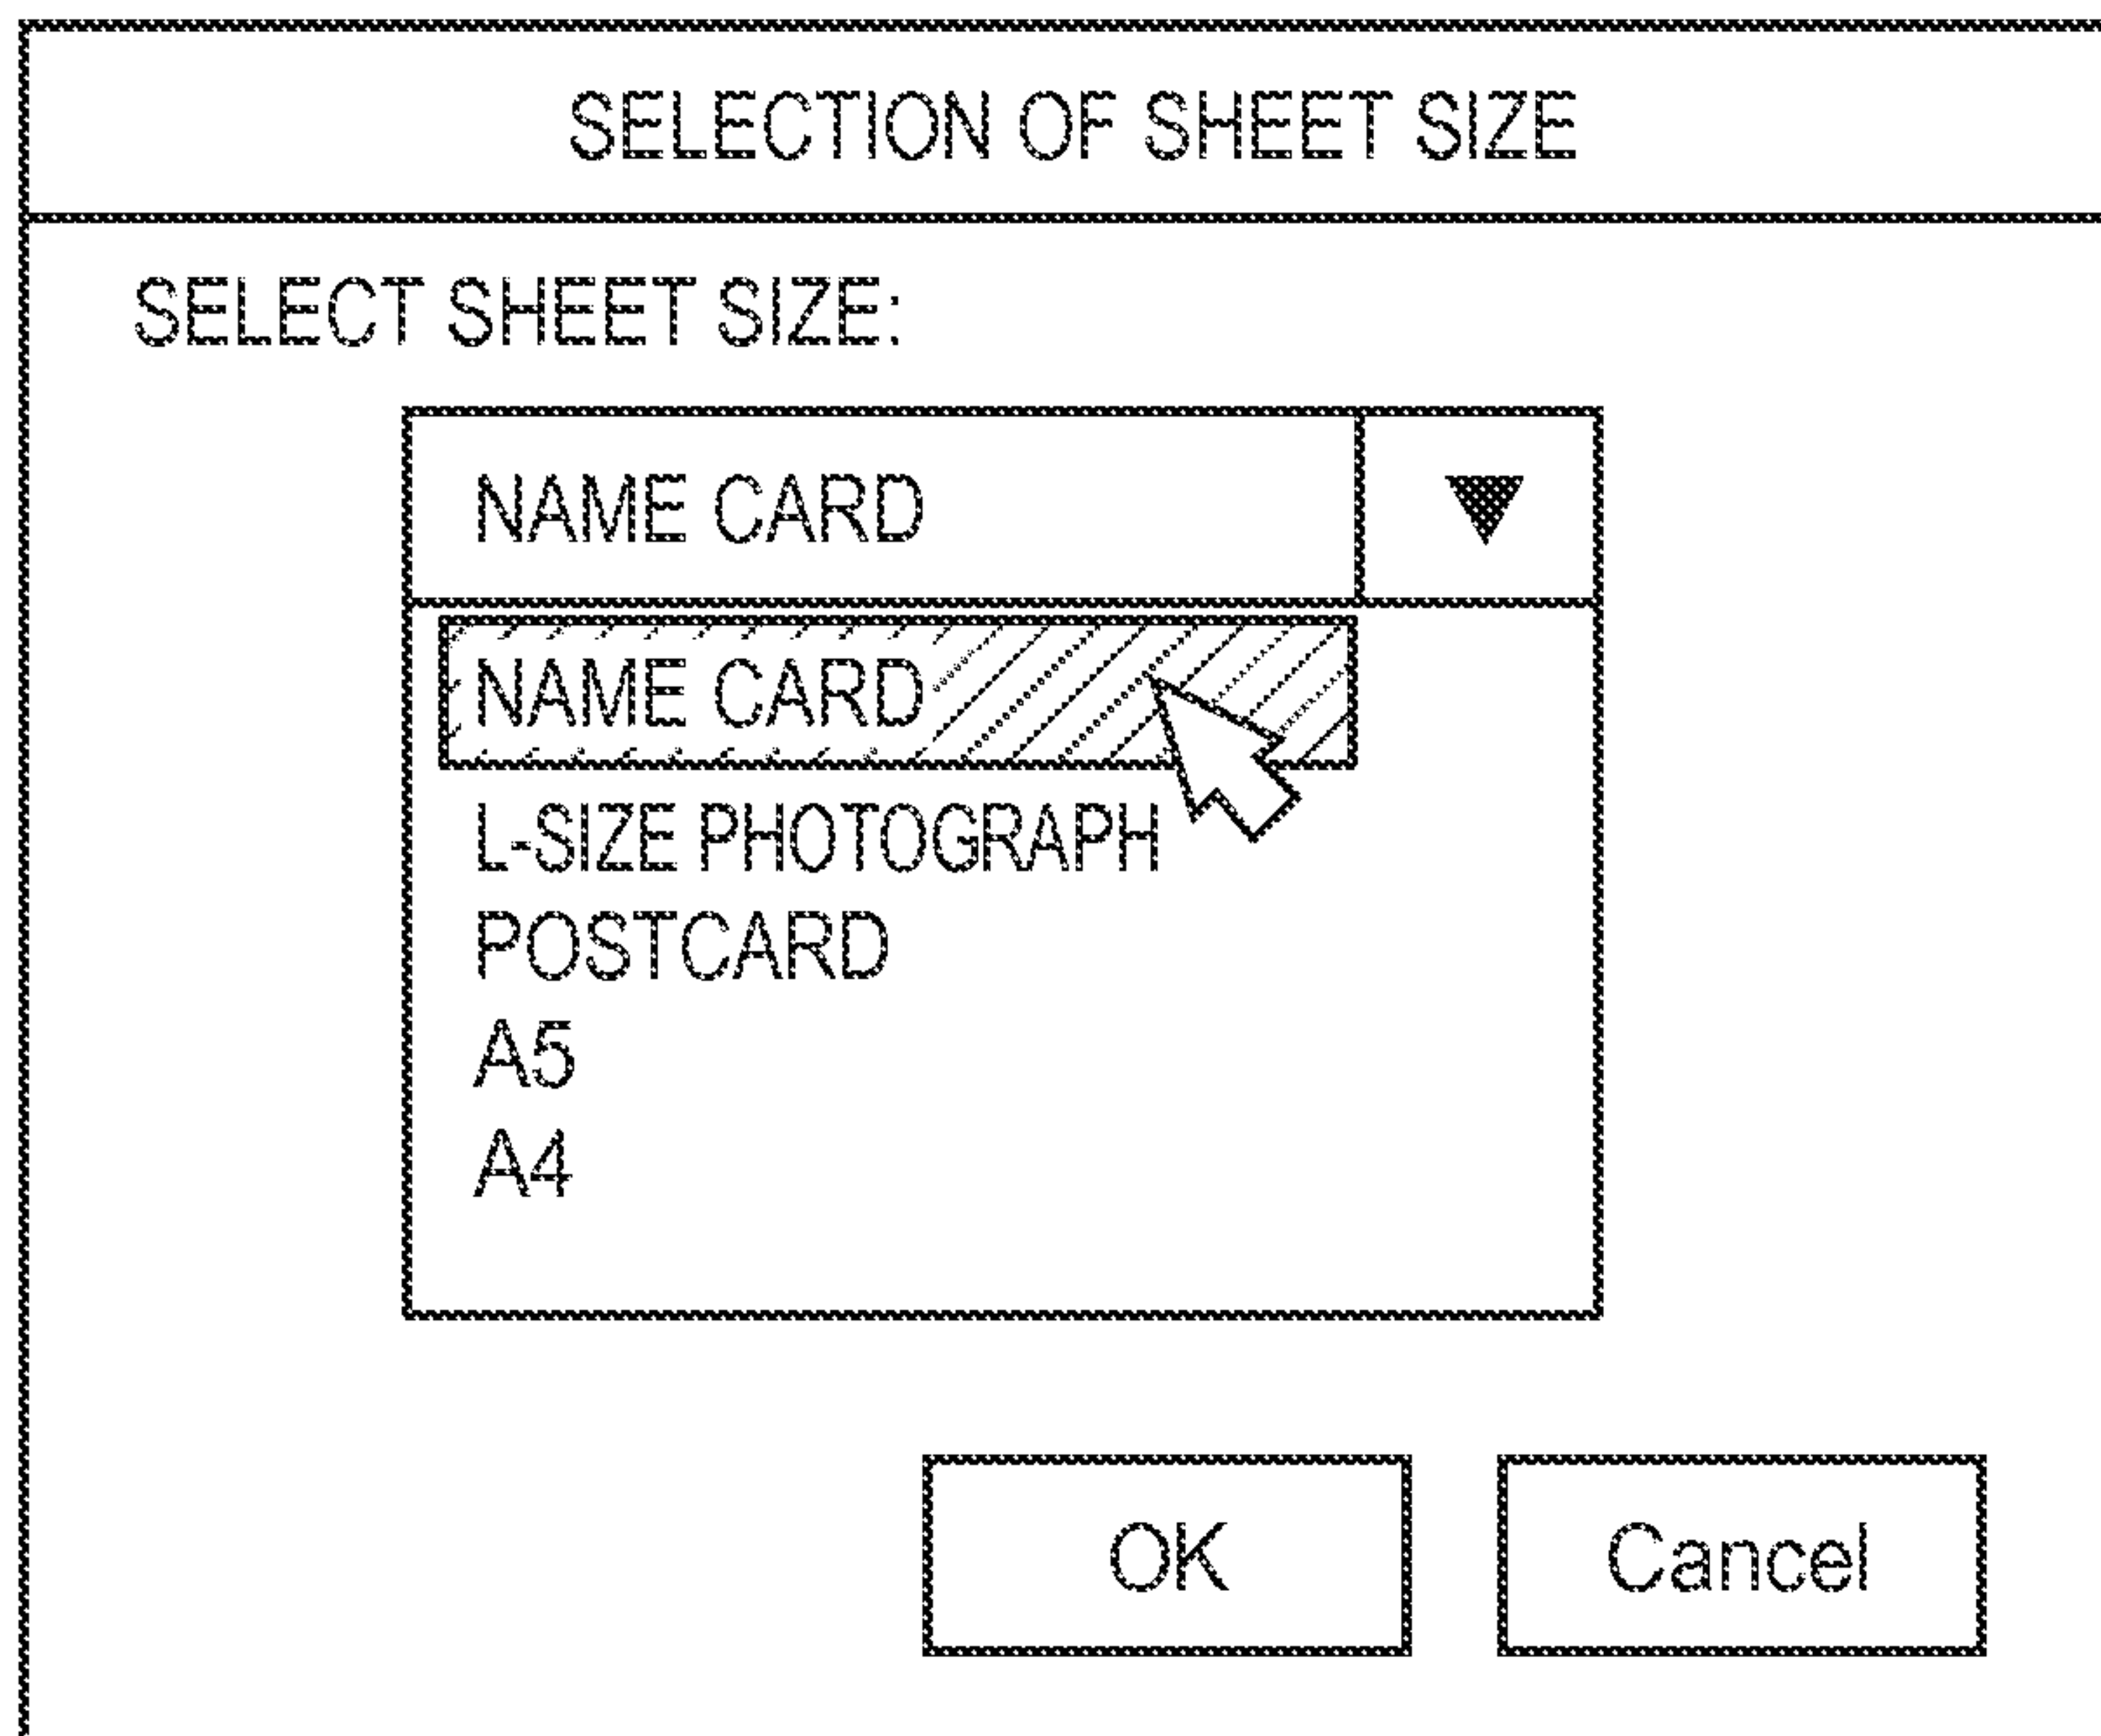 SELECTION OF SHEET SIZE
SELECT SHEET SIZE:
NAME CARD
NAME CARD
L-SIZE PHOTOGRAPH
POSTCARD
A5
A4
OK Cancel